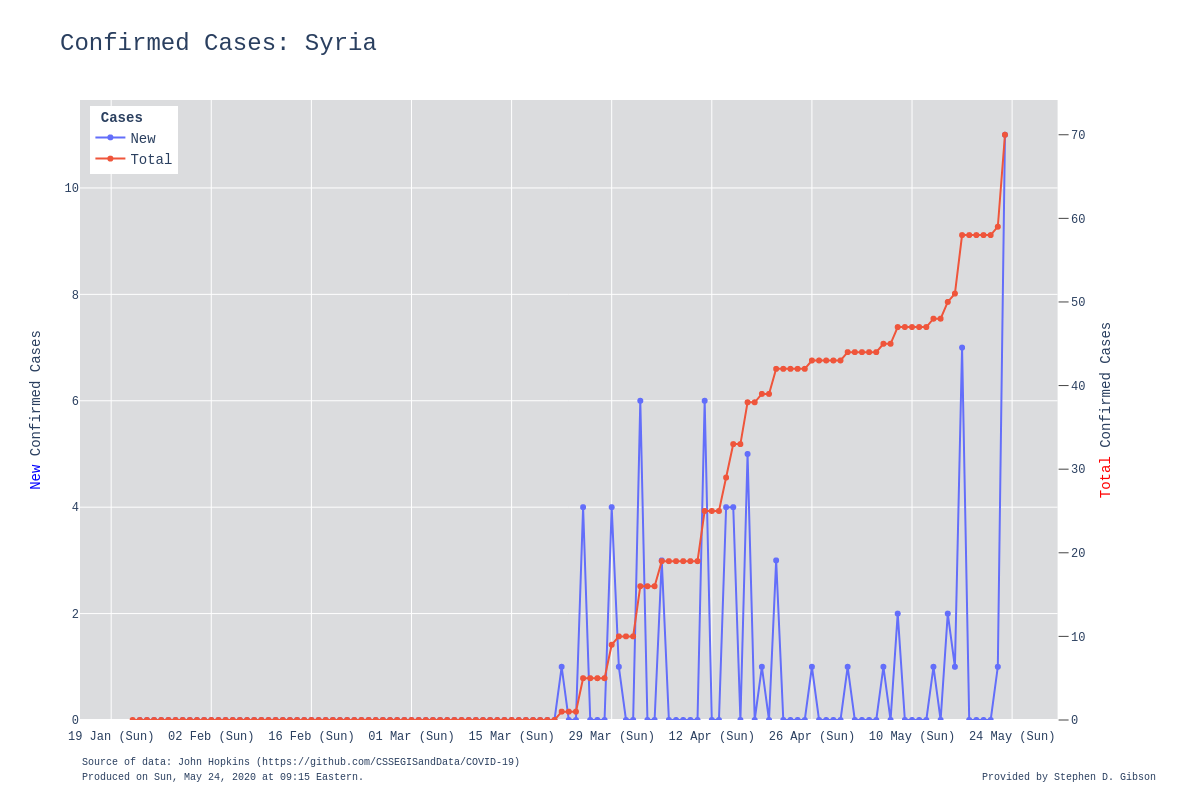 Confirmed Cases: Syria
Cases
New
Total
10
8
6
4
2
0
70
60
50
40
30
20
10
0
New Confirmed Cases
Total Confirmed Cases
19 Jan (Sun) 02 Feb (Sun) 16 Feb (Sun) 01 Mar (Sun) 15 Mar (Sun) 29 Mar (Sun) 12 Apr (Sun) 26 Apr (Sun) 10 May (Sun) 24 May (Sun)
Source of data: John Hopkins (https://github.com/CSSEGISandData/COVID-19)
Produced on Sun, May 24, 2020 at 09:15 Eastern.
Provided by Stephen D. Gibson